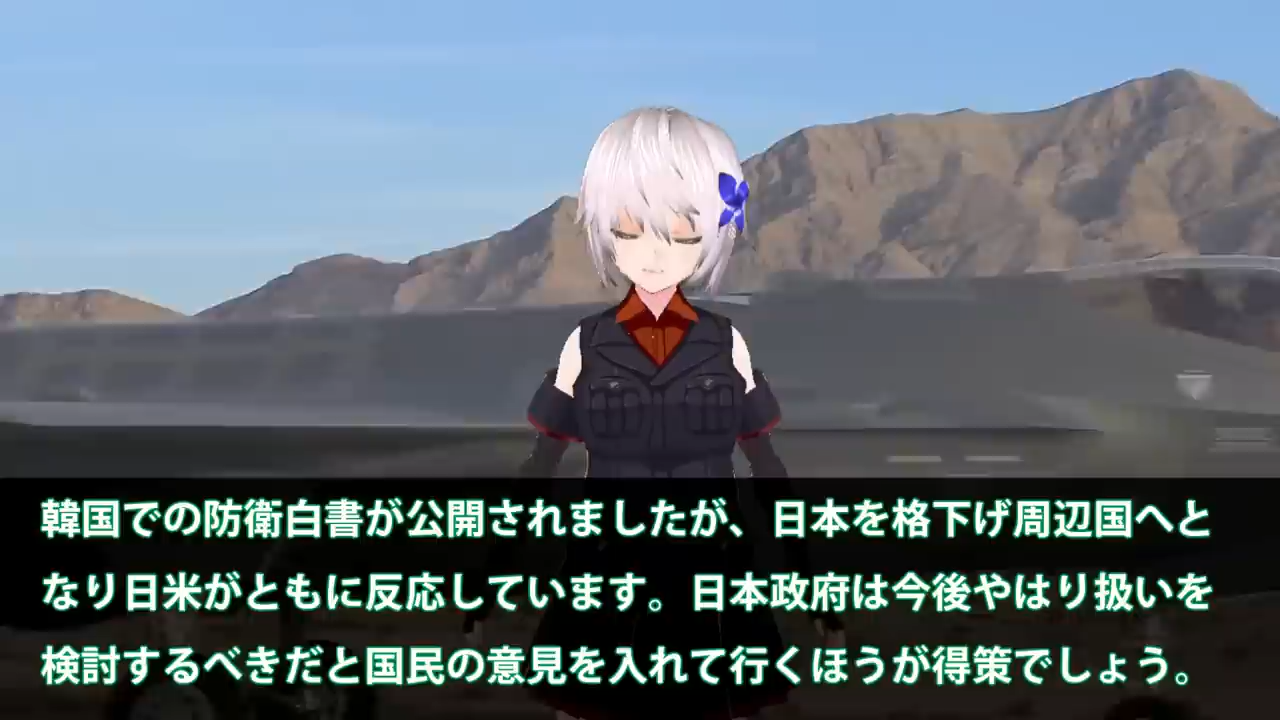 韓国での防衛白書が公開されましたが、日本を格下げ周辺国へと
なり日米がともに反応しています。日本政府は今後やはり扱いを
検討するべきだと国民の意見を入れて行くほうが得策でしょう。